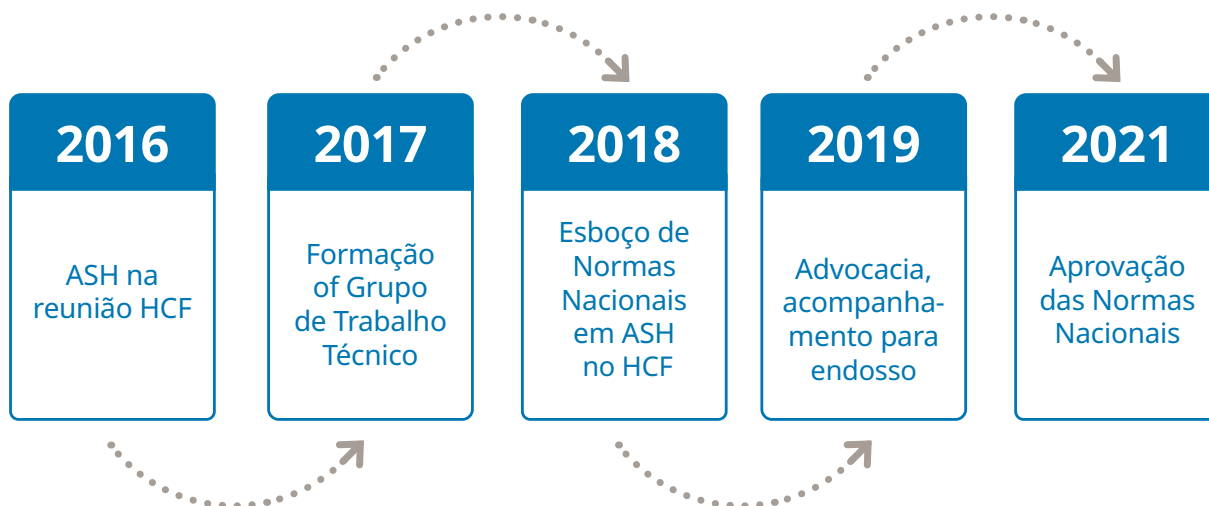 2016
ASH na
reunião HCF
2017
Formação
of Grupo
de Trabalho
Técnico
2018
Esboço de
Normas
Nacionais
em ASH
no HCF
2019
Advocacia,
acompanha-
mento para
endosso
2021
Aprovação
das Normas
Nacionais